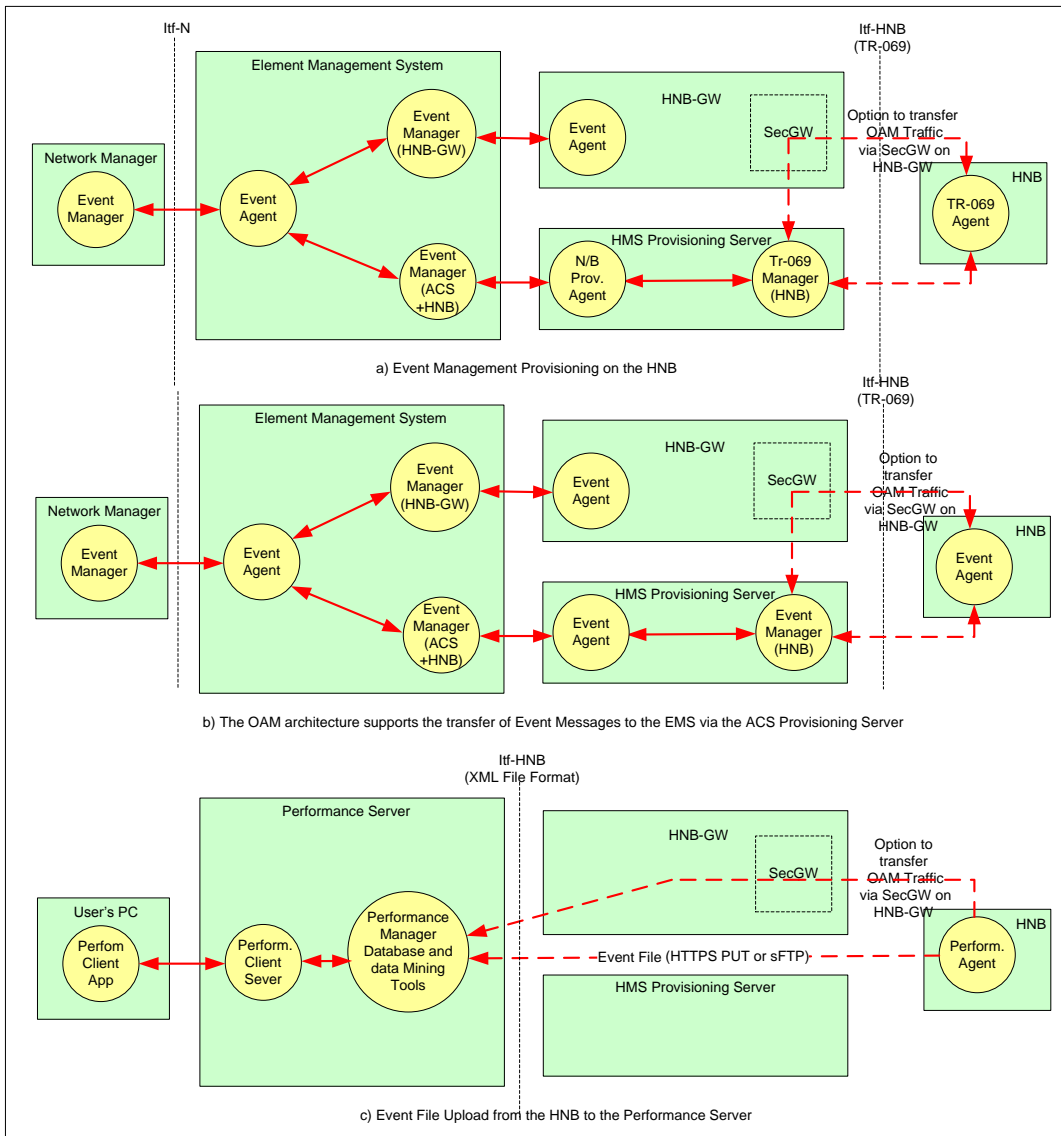 Itf-N
Itf-HNB
(TR-069)
Element Management System
HNB-GW
Event
Manager
(HNB-GW)
Event
Agent
SecGW
Option to transfer
OAM Traffic
via SecGW on
HNB-GW
Network Manager
Event
Manager
Event
Agent
HNB
TR-069
Agent
HMS Provisioning Server
Event
Manager
(ACS
+HNB)
N/B
Prov.
Agent
Tr-069
Manager
(HNB)
a) Event Management Provisioning on the HNB
Itf-HNB
(TR-069)
Element Management System
HNB-GW
Event
Manager
(HNB-GW)
Event
Agent
SecGW
Option to
transfer
OAM Traffic
via SecGW on
HNB-GW
Network Manager
Event
Manager
Event
Agent
HNB
Event
Agent
HMS Provisioning Server
Event
Manager
(ACS
+HNB)
Event
Agent
Event
Manager
(HNB)
b) The OAM architecture supports the transfer of Event Messages to the EMS via the ACS Provisioning Server
Itf-HNB
(XML File Format)
Performance Server
HNB-GW
SecGW
Option to
transfer
OAM Traffic
via SecGW on
HNB-GW
User's PC
Perfom
Client
App
Perform.
Client
Sever
Performance
Manager
Database and
data Mining
Tools
HNB
Perform.
Agent
Event File (HTTPS PUT or sFTP)
HMS Provisioning Server
c) Event File Upload from the HNB to the Performance Server